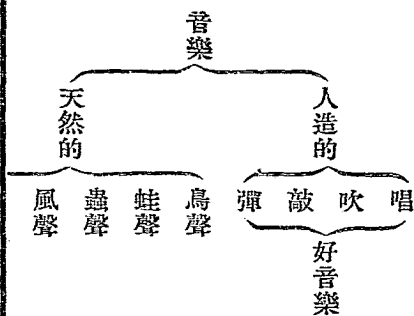 音樂
人造的
天然的
唱
吹
敲
彈
鳥聲
蛙聲
蟲聲
風聲
好音樂